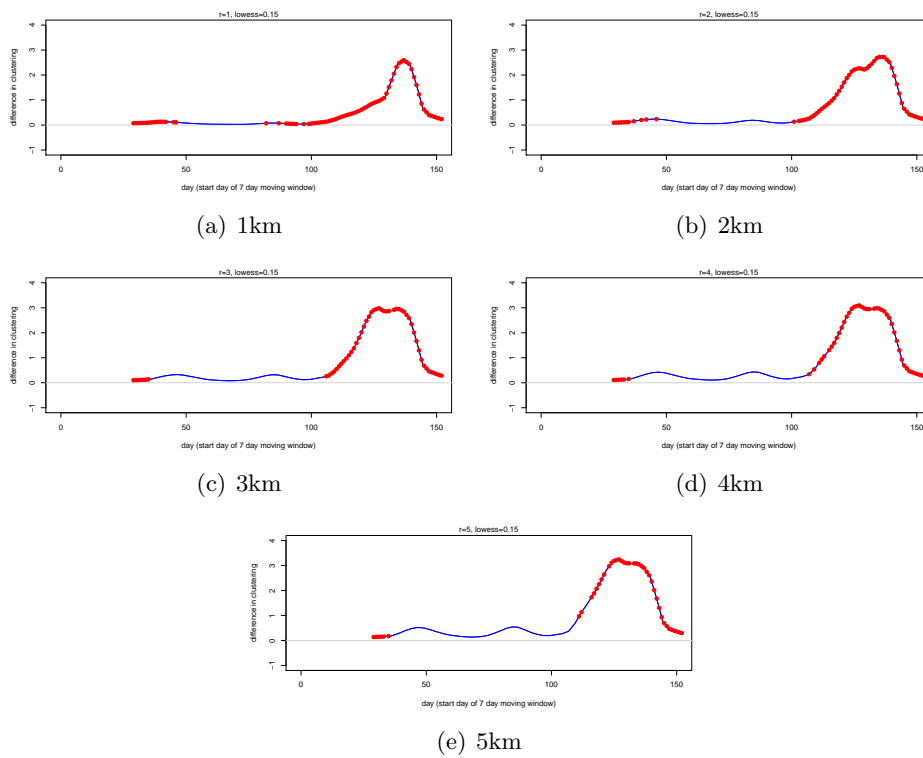 r=1, lowess=0.15
difference in clustering
−1 0 1 2 3 4
0 50 100 150
day (start day of 7 day moving window)
(a) 1km
r=2, lowess=0.15
difference in clustering
−1 0 1 2 3 4
0 50 100 150
day (start day of 7 day moving window)
(b) 2km
r=3, lowess=0.15
difference in clustering
−1 0 1 2 3 4
0 50 100 150
day (start day of 7 day moving window)
(c) 3km
r=4, lowess=0.15
difference in clustering
−1 0 1 2 3 4
0 50 100 150
day (start day of 7 day moving window)
(d) 4km
r=5, lowess=0.15
difference in clustering
−1 0 1 2 3 4
0 50 100 150
day (start day of 7 day moving window)
(e) 5km